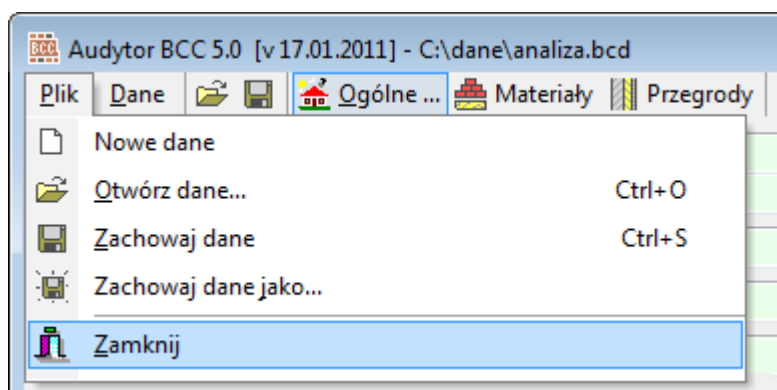 BCC Audytor BCC 5.0 [v 17.01.2011] - C:\dane\analiza.bcd
Plik Dane Ogólne ... Materiały Przegrody
Nowe dane
Otwórz dane... Ctrl+O
Zachowaj dane Ctrl+S
Zachowaj dane jako...
Zamknij